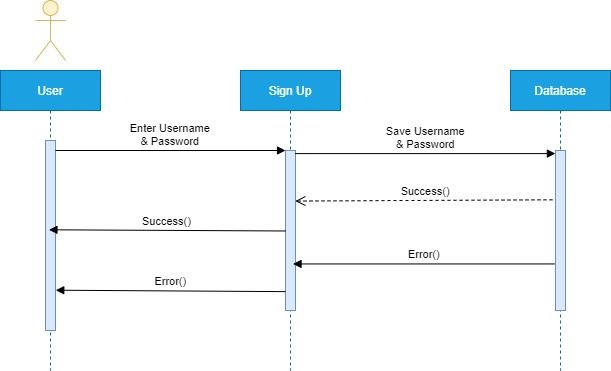 User
Sign Up
Database
Enter Username
& Password
Save Username
& Password
Success()
Success()
Error()
Error()